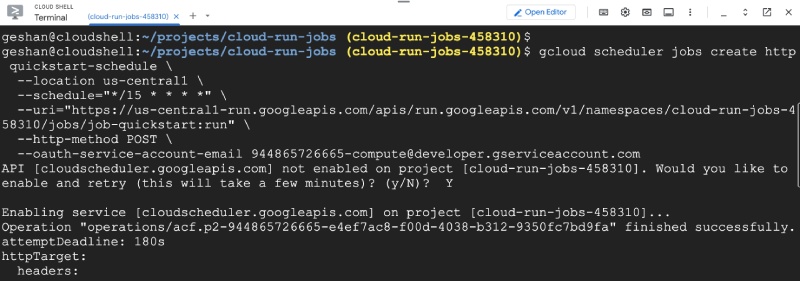 CLOUD SHELL
Terminal
(cloud-run-jobs-458310)
Open Editor
geshan@cloudshell:~/projects/cloud-run-jobs (cloud-run-jobs-458310)$
geshan@cloudshell:~/projects/cloud-run-jobs (cloud-run-jobs-458310)$ gcloud scheduler jobs create http
quickstart-schedule \
--location us-central1 \
--schedule="*/15 * * * *" \
--uri="https://us-central1-run.googleapis.com/apis/run.googleapis.com/v1/namespaces/cloud-run-jobs-4
58310/jobs/job-quickstart:run" \
--http-method POST \
--oauth-service-account-email 944865726665-compute@developer.gserviceaccount.com
API [cloudscheduler.googleapis.com] not enabled on project [cloud-run-jobs-458310]. Would you like to
enable and retry (this will take a few minutes)? (y/N)? Y
Enabling service [cloudscheduler.googleapis.com] on project [cloud-run-jobs-458310]...
Operation "operations/acf.p2-944865726665-e4ef7ac8-f00d-4038-b312-9350fc7bd9fa" finished successfully.
attemptDeadline: 180s
httpTarget:
headers: